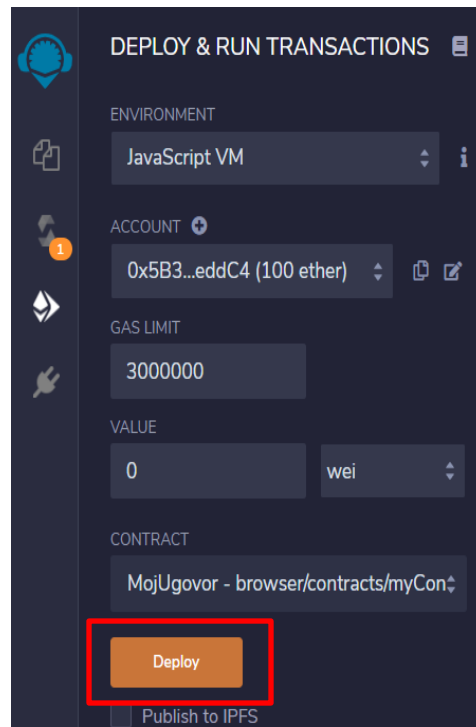 DEPLOY & RUN TRANSACTIONS
ENVIRONMENT
JavaScript VM
ACCOUNT
1
0x5B3...eddC4 (100 ether)
GAS LIMIT
3000000
VALUE
0 wei
CONTRACT
MojUgovor - browser/contracts/myCon
Deploy
Publish to IPFS